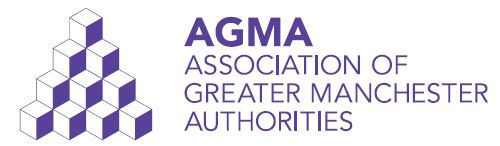 AGMA
ASSOCIATION OF
GREATER MANCHESTER
AUTHORITIES